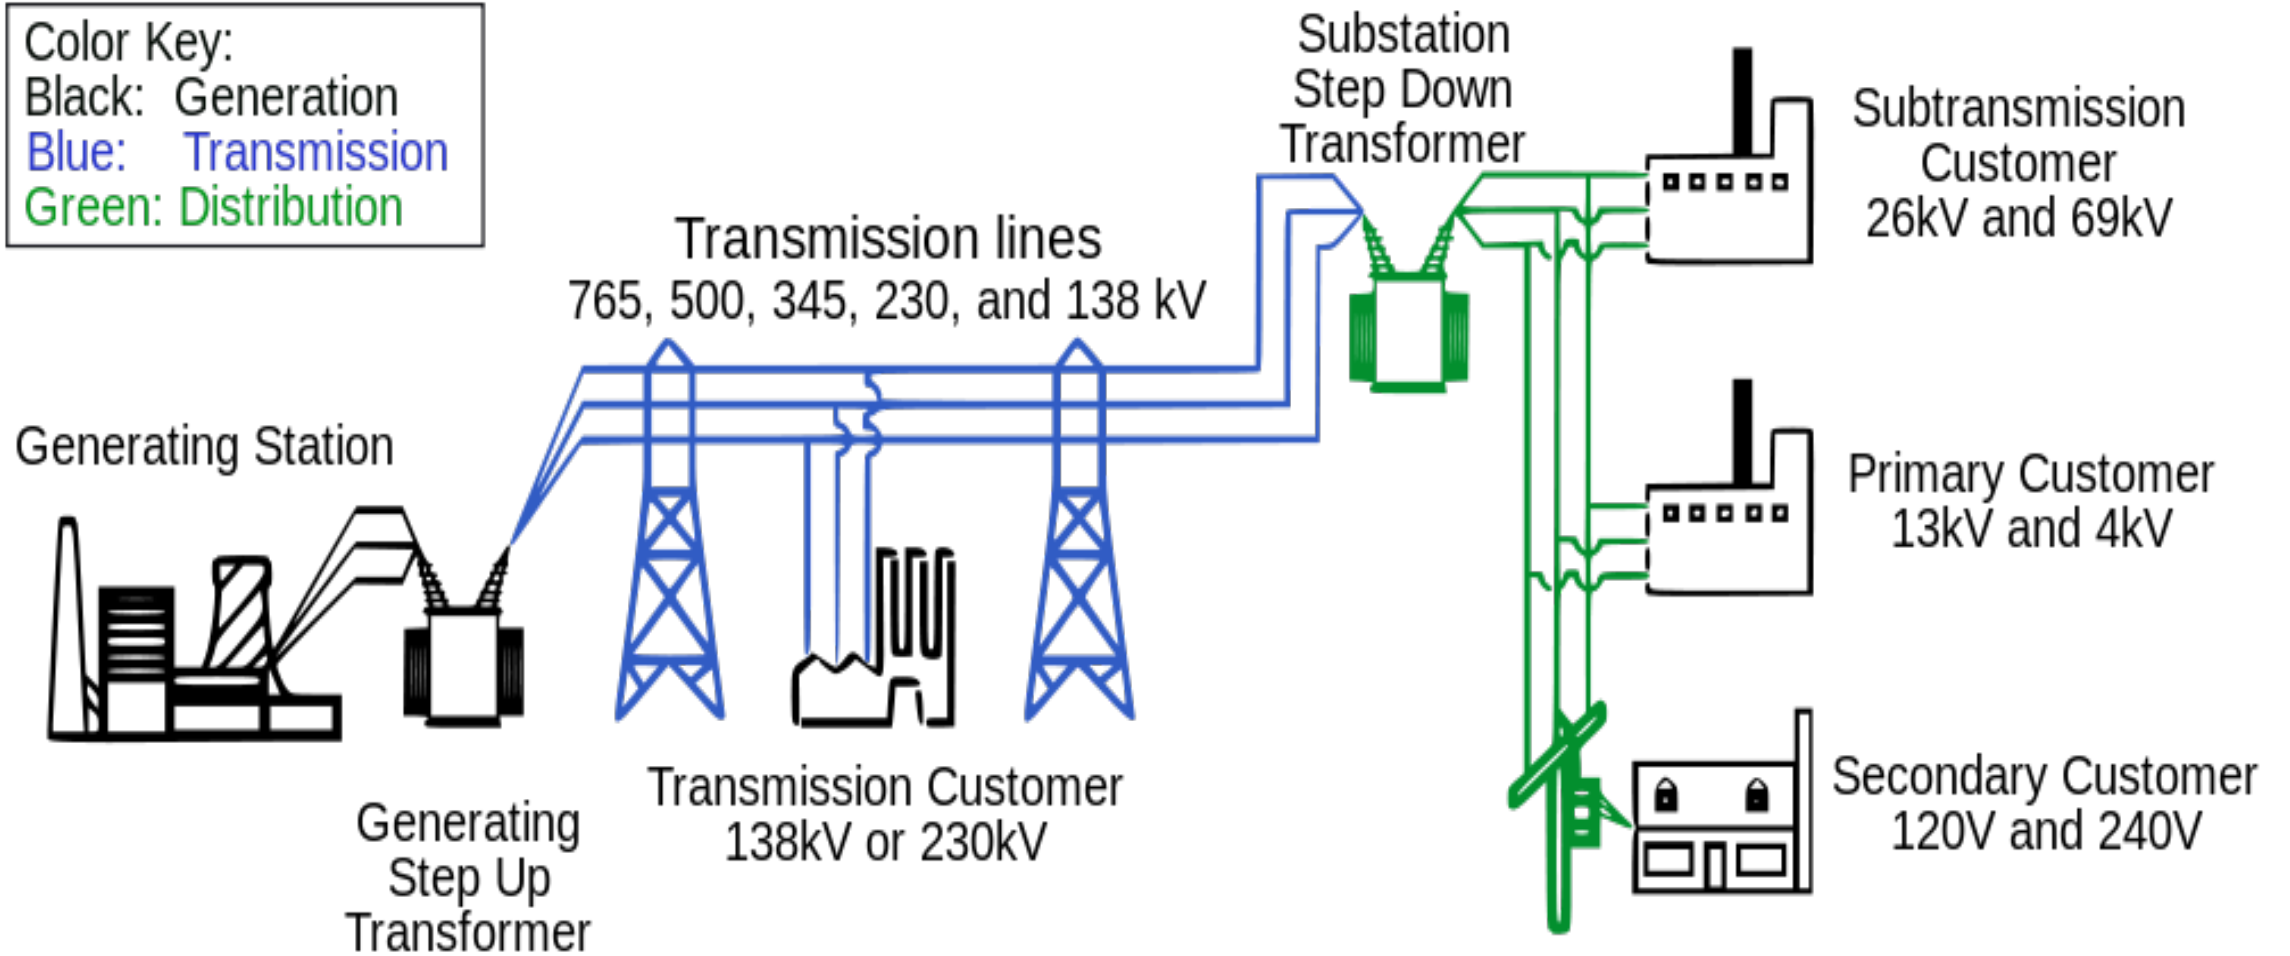 Color Key:
Black: Generation
Blue: Transmission
Green: Distribution
Substation
Step Down
Transformer
Subtransmission
Customer
26kV and 69kV
Transmission lines
765, 500, 345, 230, and 138 kV
Generating Station
Primary Customer
13kV and 4kV
Generating
Step Up
Transformer
Transmission Customer
138kV or 230kV
Secondary Customer
120V and 240V